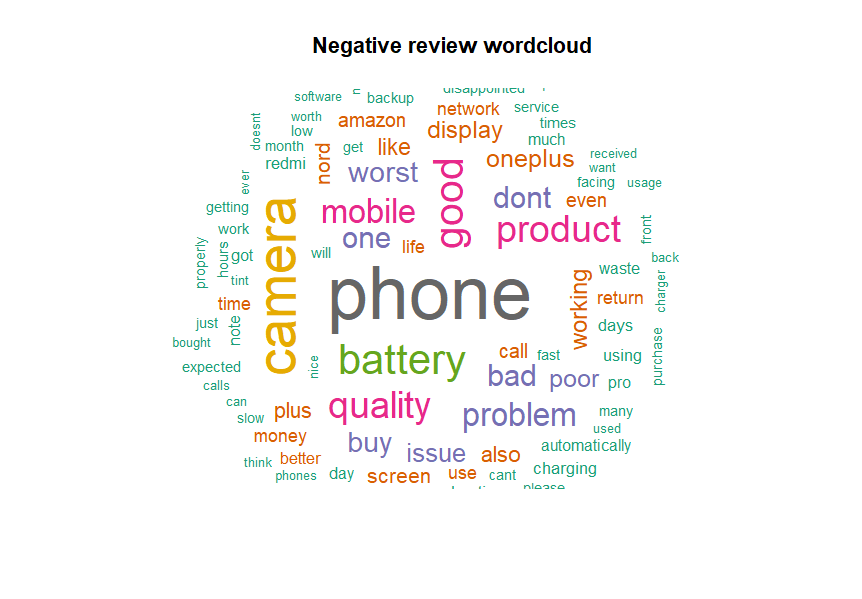 Negative review wordcloud
disappointed
software
backup
network
service
worth
amazon
display
times
low
much
doesnt
month
get
like
oneplus
received
redmi
nord
worst
good
want
facing
usage
ever
dont
even
getting
camera
mobile
product
work
one
front
properly
hours
got
will
life
back
tint
phone
working
waste
charger
time
return
just
note
days
bought
nice
battery
call
fast
using
purchase
expected
bad
poor
pro
calls
can
quality
slow
plus
problem
many
money
used
buy
issue
also
automatically
think
better
phones
day
screen
use
cant
charging
please